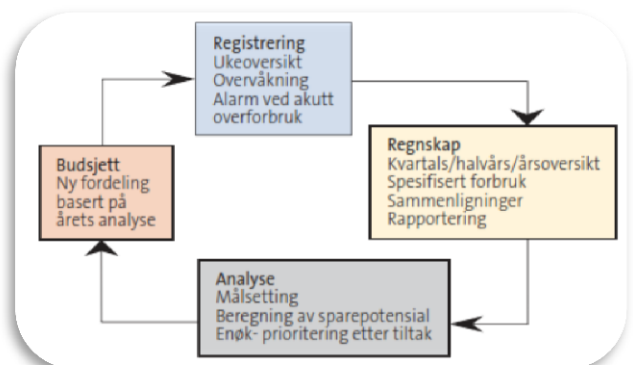 Registrering
Ukeoversikt
Overvåkning
Alarm ved akutt
overforbruk
Regnskap
Kvartals/halvårs/årsoversikt
Spesifisert forbruk
Sammenligninger
Rapportering
Analyse
Målsetting
Beregning av sparepotensial
Enøk- prioritering etter tiltak
Budsjett
Ny fordeling
basert på
årets analyse